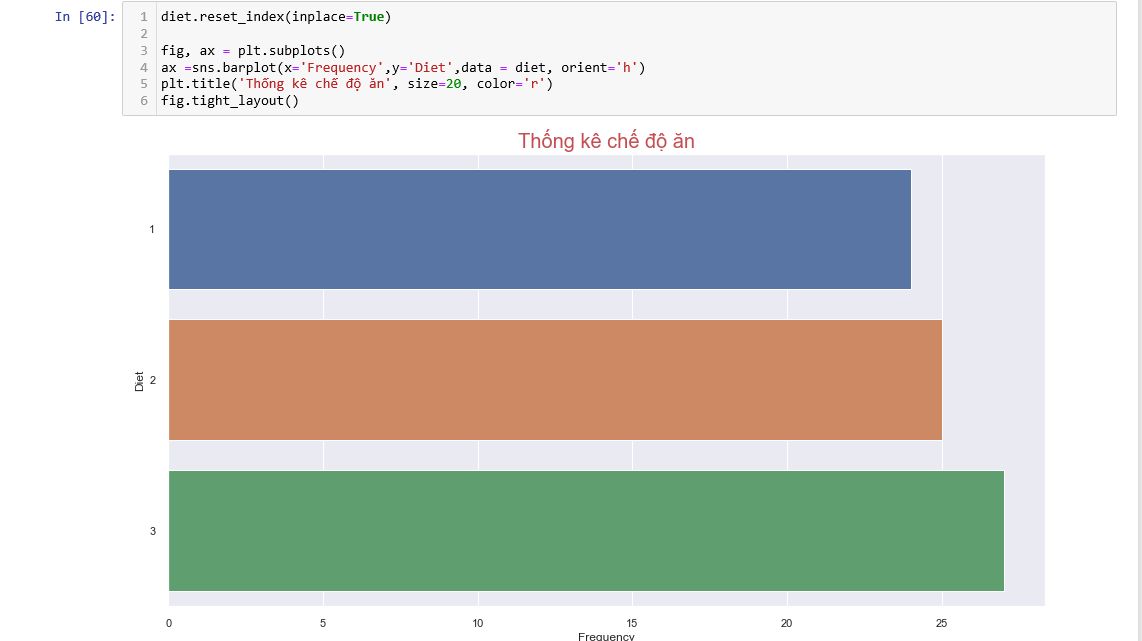 In [60]:
1 diet.reset_index(inplace=True)
2
3 fig, ax = plt.subplots()
4 ax =sns.barplot(x='Frequency',y='Diet',data = diet, orient='h')
5 plt.title('Thống kê chế độ ăn', size=20, color='r')
6 fig.tight_layout()
Thống kê chế độ ăn
1
Diet
2
3
0 5 10 15 20 25
Frequency